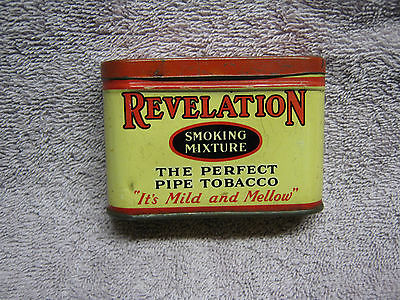 REVELATION
SMOKING
MIXTURE
THE PERFECT
PIPE TOBACCO
"It's Mild and Mellow"